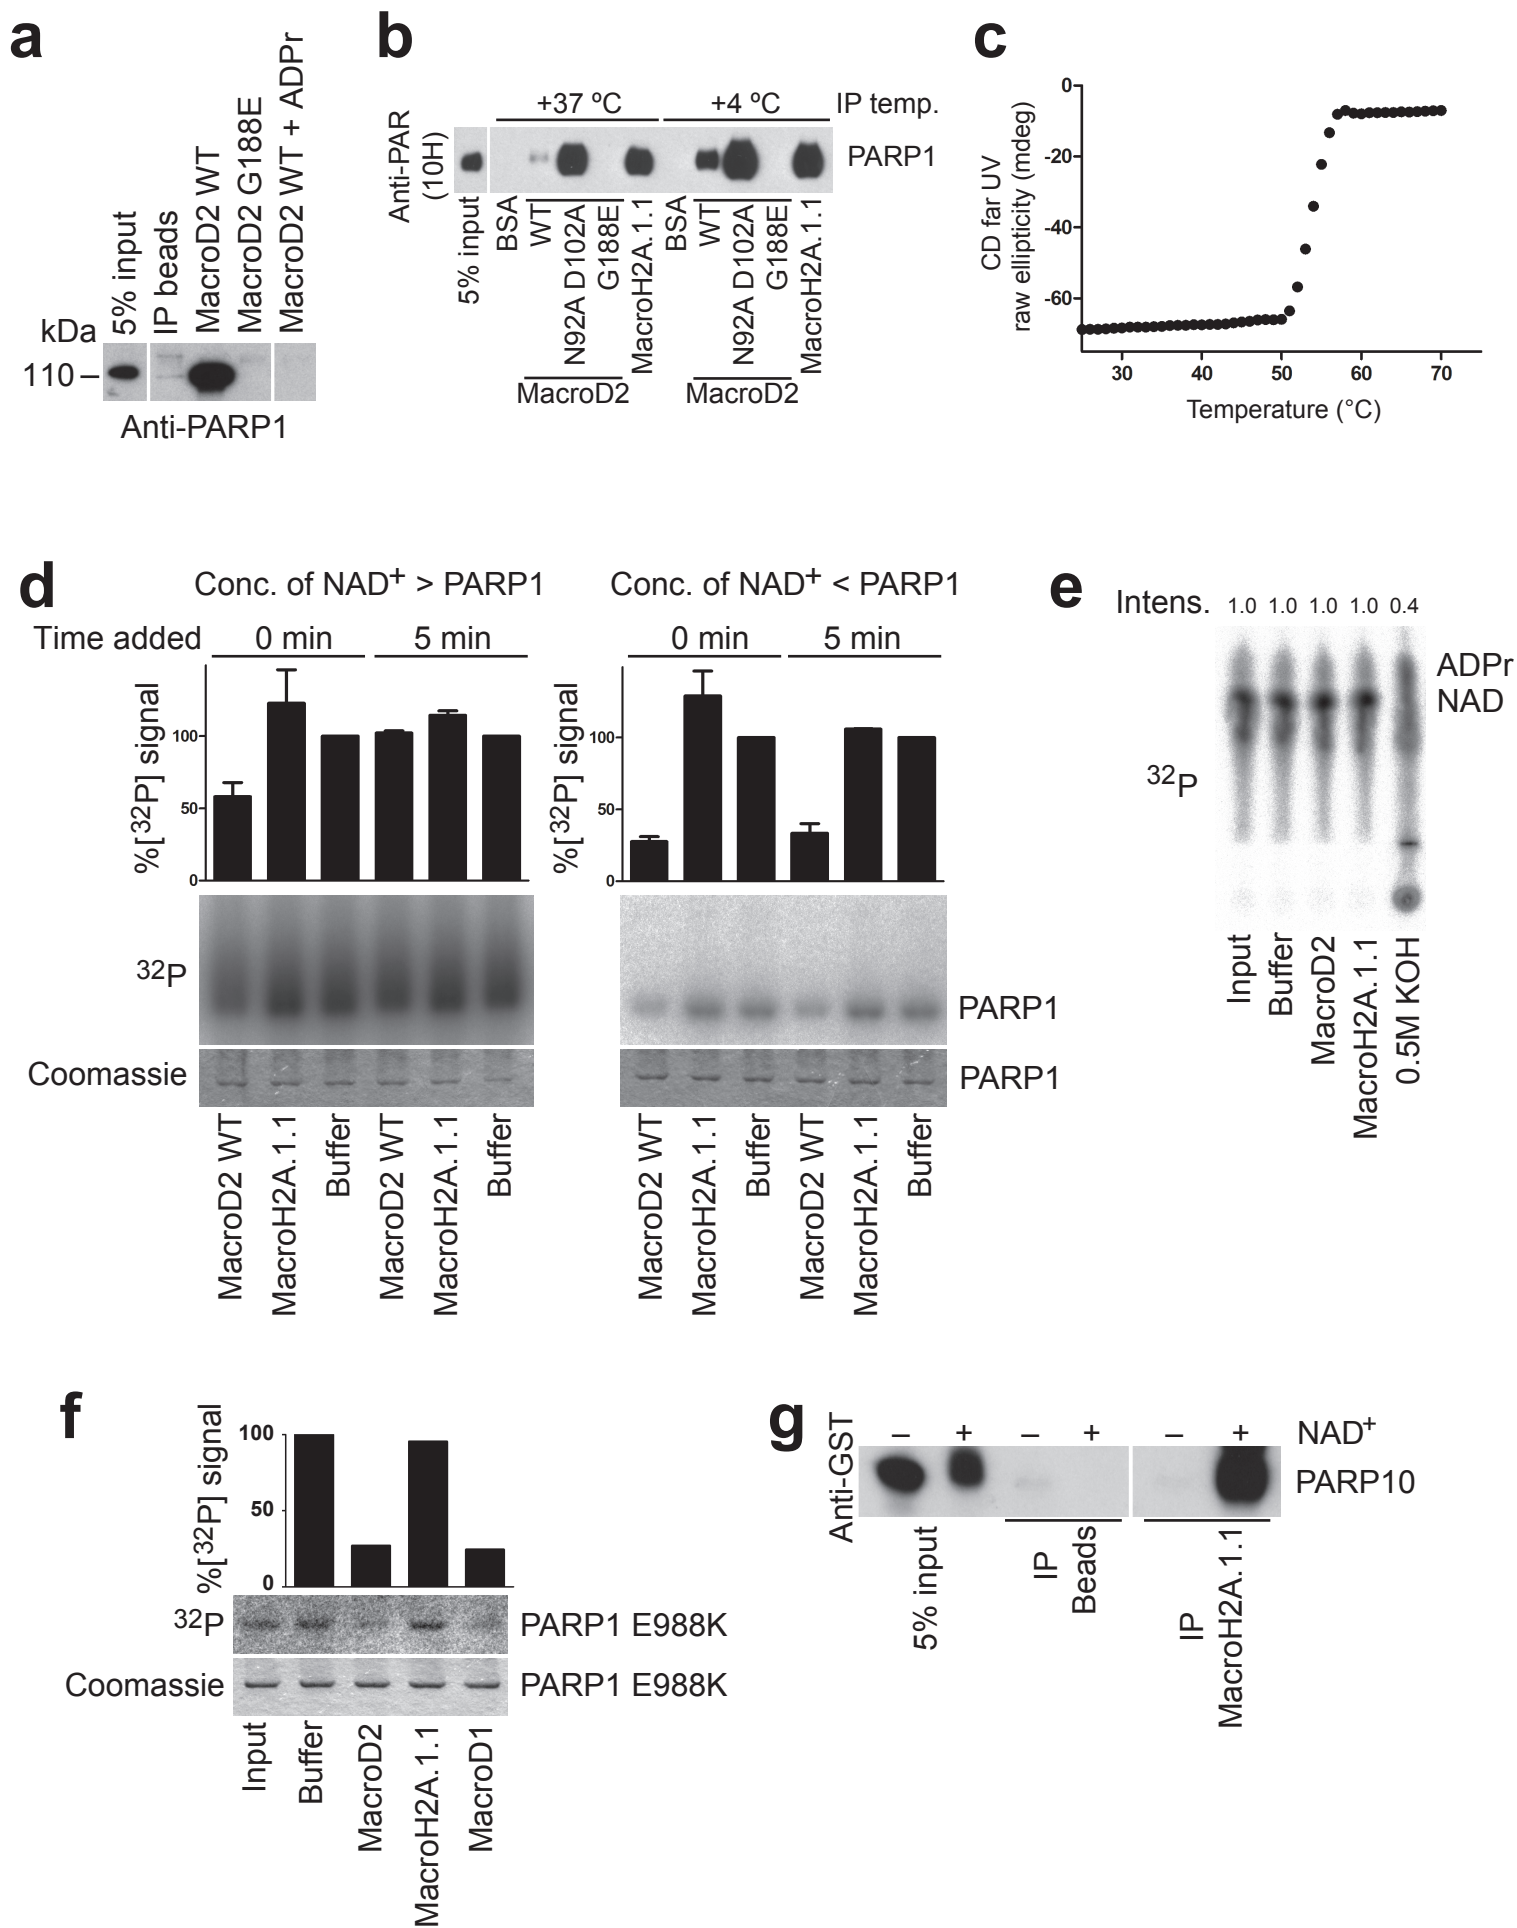 a
5% input
IP beads
MacroD2 WT
MacroD2 G188E
MacroD2 WT + ADPr
kDa
110 –
Anti-PARP1
b
Anti-PAR
(10H)
+37 ºC
+4 ºC
IP temp.
PARP1
5% input
BSA
WT
N92A D102A
G188E
MacroH2A.1.1
BSA
WT
N92A D102A
G188E
MacroH2A.1.1
MacroD2
MacroD2
c
CD far UV
raw ellipticity (mdeg)
0
-20
-40
-60
30 40 50 60 70
Temperature (°C)
d
Conc. of NAD+ > PARP1
Time added
0 min
5 min
%[32P] signal
100
50
0
32P
Coomassie
MacroD2 WT
MacroH2A.1.1
Buffer
MacroD2 WT
MacroH2A.1.1
Buffer
Conc. of NAD+ < PARP1
0 min
5 min
%[32P] signal
100
50
0
PARP1
PARP1
MacroD2 WT
MacroH2A.1.1
Buffer
MacroD2 WT
MacroH2A.1.1
Buffer
e
Intens. 1.0 1.0 1.0 1.0 0.4
ADPr
NAD
32P
Input
Buffer
MacroD2
MacroH2A.1.1
0.5M KOH
f
%[32P] signal
100
50
0
32P
PARP1 E988K
Coomassie
PARP1 E988K
Input
Buffer
MacroD2
MacroH2A.1.1
MacroD1
g
Anti-GST
– + – + – + NAD+
PARP10
5% input
IP
Beads
IP
MacroH2A.1.1